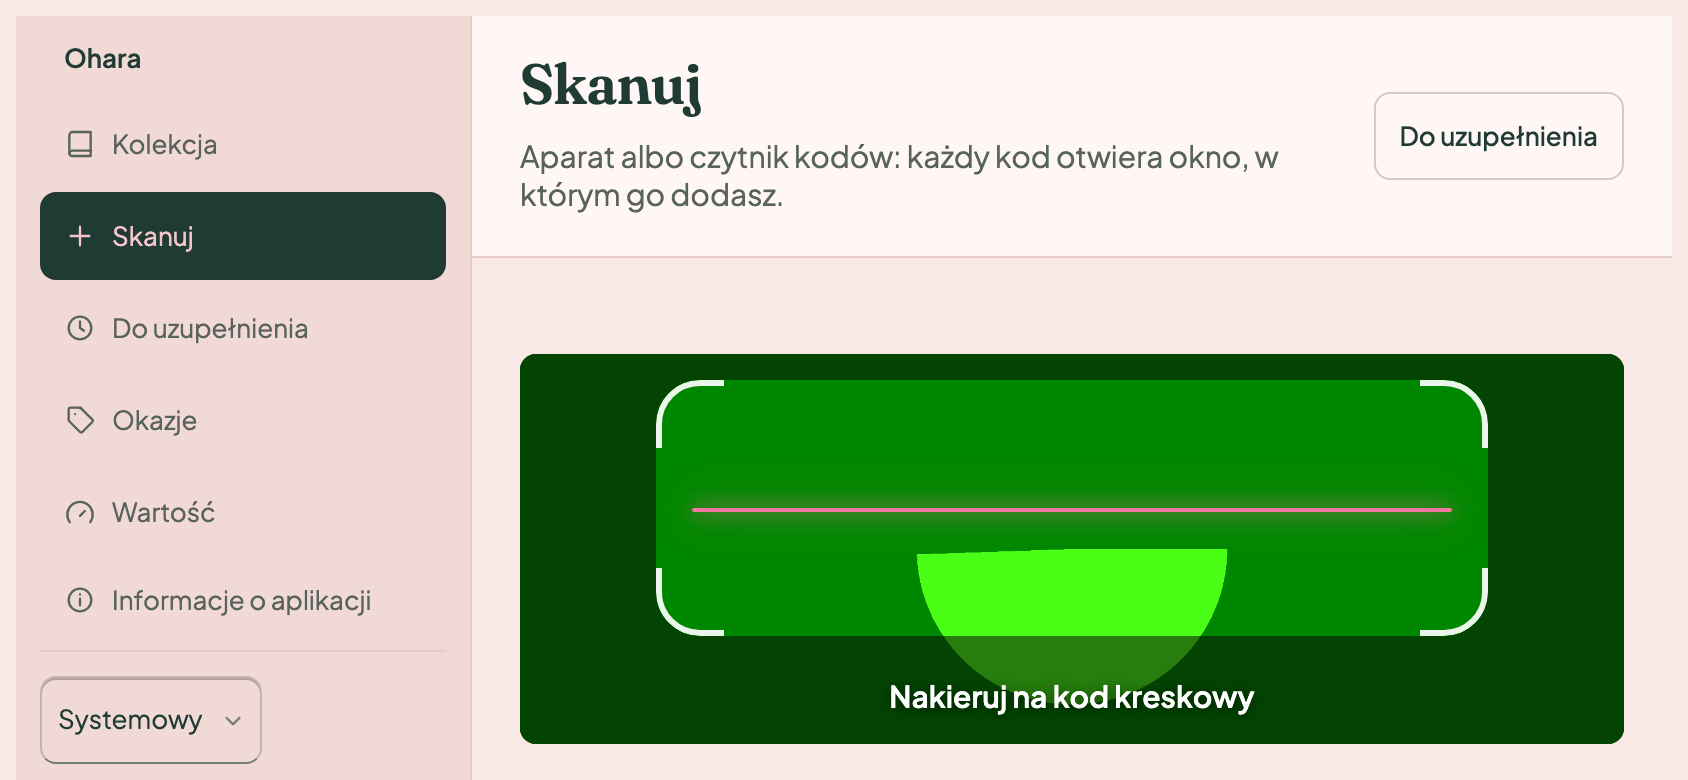 Ohara
Kolekcja
Skanuj
Do uzupełnienia
Okazje
Wartość
Informacje o aplikacji
Systemowy
Skanuj
Aparat albo czytnik kodów: każdy kod otwiera okno, w
którym go dodasz.
Do uzupełnienia
Nakieruj na kod kreskowy